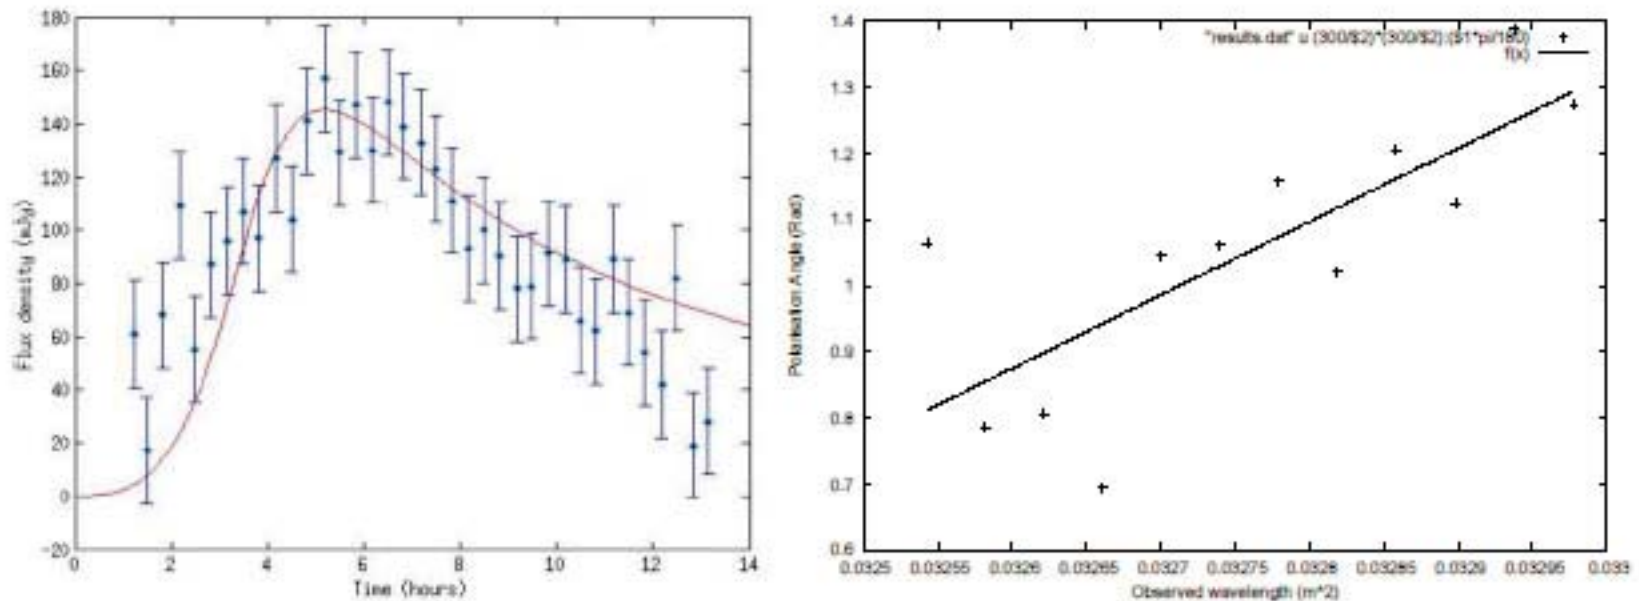 180
160
140
120
100
80
60
40
20
0
-20
Flux density (mJy)
0 2 4 6 8 10 12 14
Time (hours)
1.4
1.3
1.2
1.1
1
0.9
0.8
0.7
0.6
Polarisation Angle (Rad)
"results.dat" u (300/$2)*(300/$2):($1*pi/180)
f(x)
0.0325 0.03255 0.0326 0.03265 0.0327 0.03275 0.0328 0.03285 0.0329 0.03295 0.033
Observed wavelength (m^2)